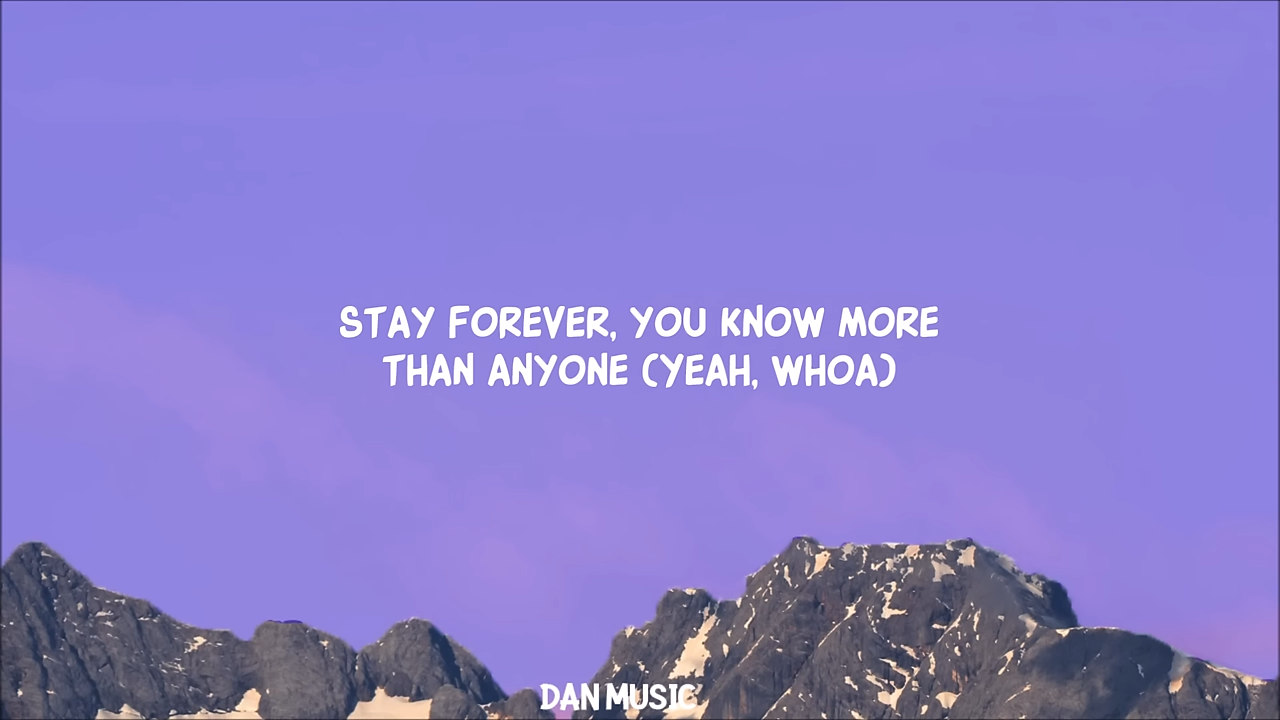 STAY FOREVER, YOU KNOW MORE
THAN ANYONE (YEAH, WHOA)
DAN MUSIC